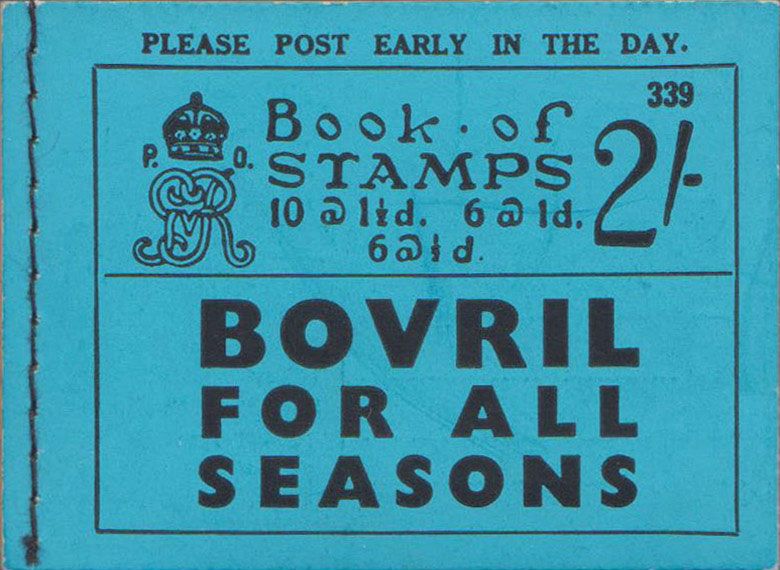 PLEASE POST EARLY IN THE DAY.
339
P. O.
Book · of
STAMPS
2/-
10 @ 1½d. 6 @ 1d.
6 @ ½d.
BOVRIL
FOR ALL
SEASONS